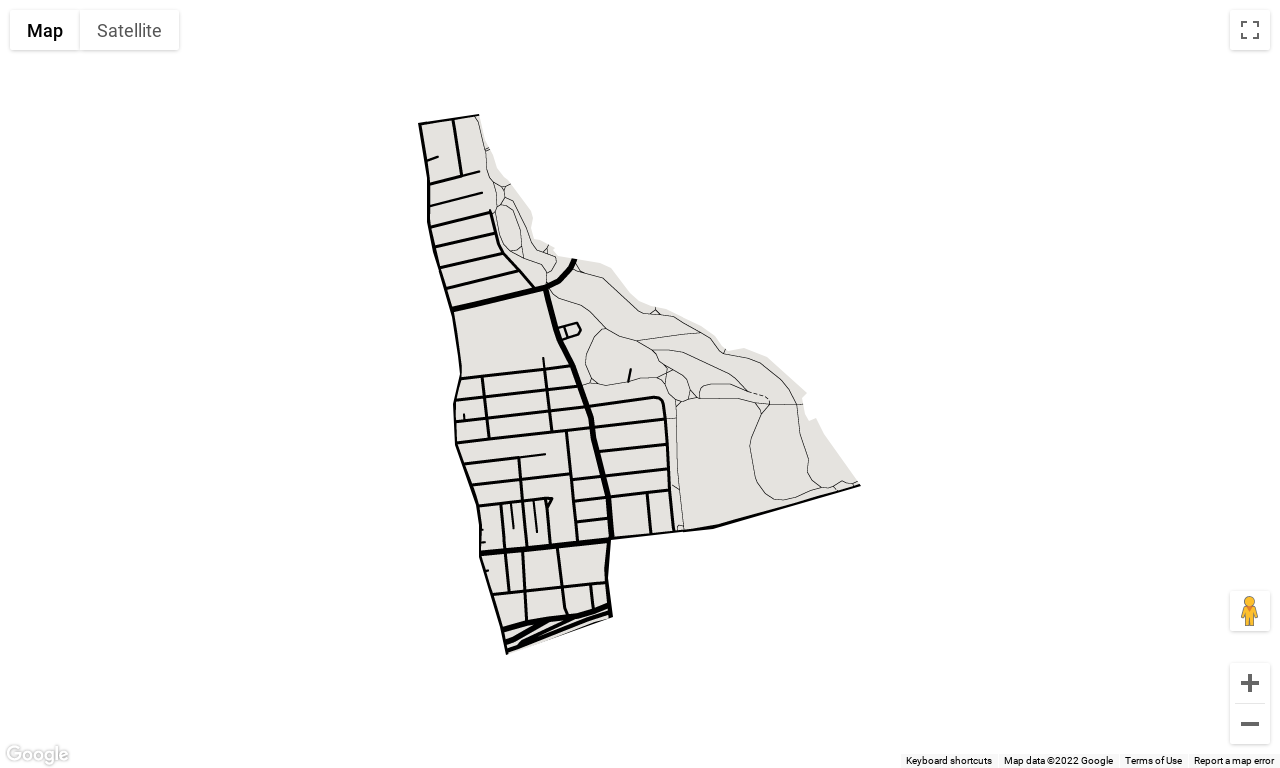 Map
Satellite
Google
Keyboard shortcuts
Map data ©2022 Google
Terms of Use
Report a map error